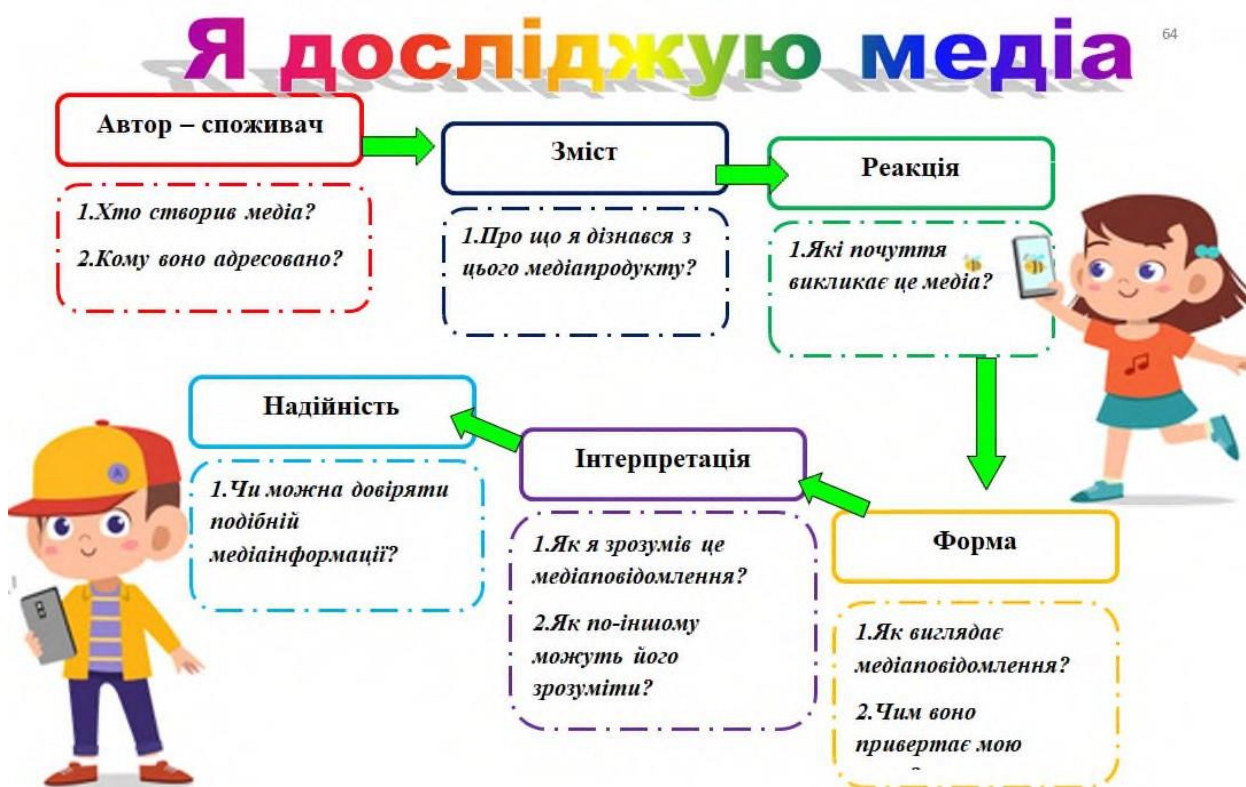 Я досліджую медіа
64
Автор – споживач
1.Хто створив медіа?
2.Кому воно адресовано?
Зміст
1.Про що я дізнався з
цього медіапродукту?
Реакція
1.Які почуття
викликає це медіа?
Форма
1.Як виглядає
медіаповідомлення?
2.Чим воно
привертає мою
Інтерпретація
1.Як я зрозумів це
медіаповідомлення?
2.Як по-іншому
можуть його
зрозуміти?
Надійність
1.Чи можна довіряти
подібній
медіаінформації?
A